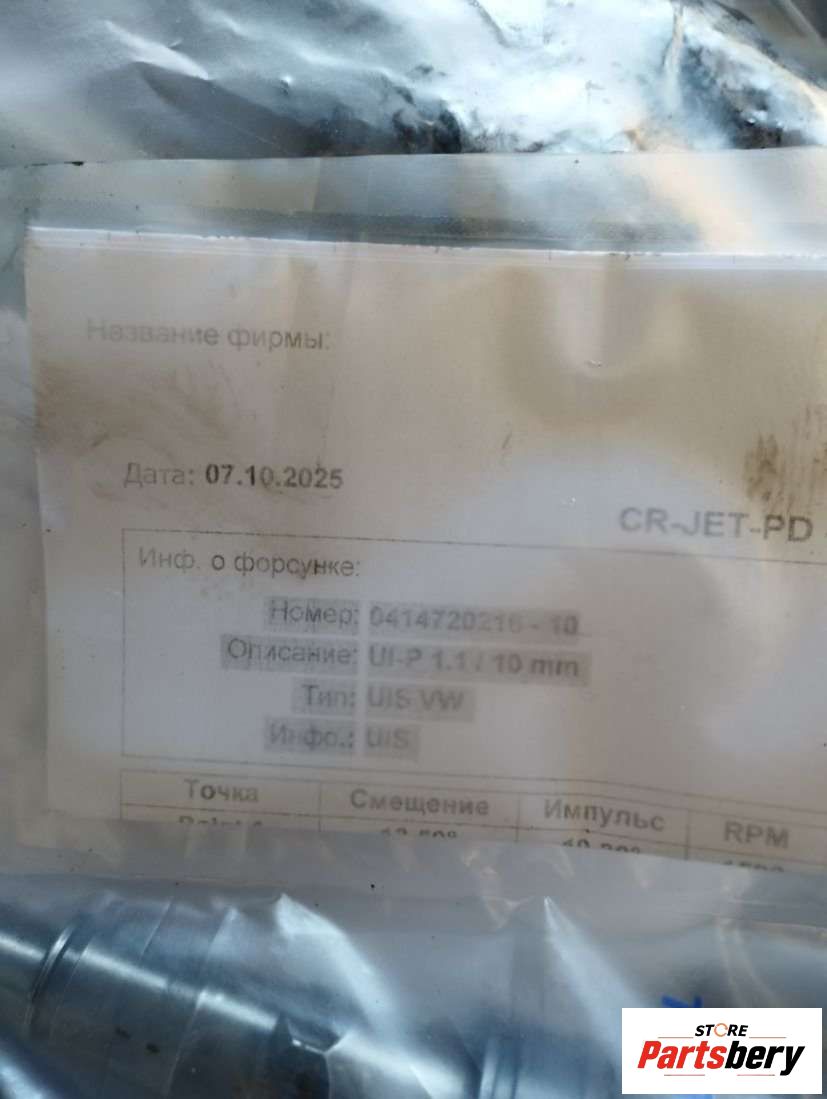 Название фирмы:
Дата: 07.10.2025
CR-JET-PD
Инф. о форсунке:
Номер: 0414720216 - 10
Описание: UI-P 1.1 / 10 mm
Тип: UIS VW
Инфо.: UIS
Точка Смещение Импульс RPM
STORE
Partsbery